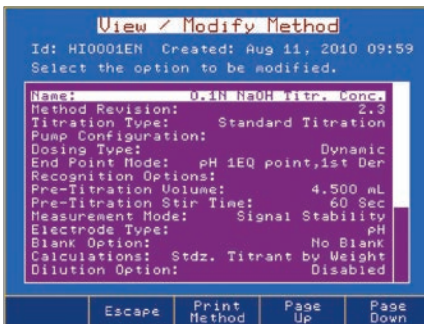 View / Modify Method
Id: HI0001EN Created: Aug 11, 2010 09:59
Select the option to be modified.
Name: 0.1N NaOH Titr. Conc.
Method Revision: 2.3
Titration Type: Standard Titration
Pump Configuration:
Dosing Type: Dynamic
End Point Mode: pH 1EQ point,1st Der
Recognition Options:
Pre-Titration Volume: 4.500 mL
Pre-Titration Stir Time: 60 Sec
Measurement Mode: Signal Stability
Electrode Type: pH
Blank Option: No Blank
Calculations: Stdz. Titrant by Weight
Dilution Option: Disabled
Escape
Print Method
Page Up
Page Down